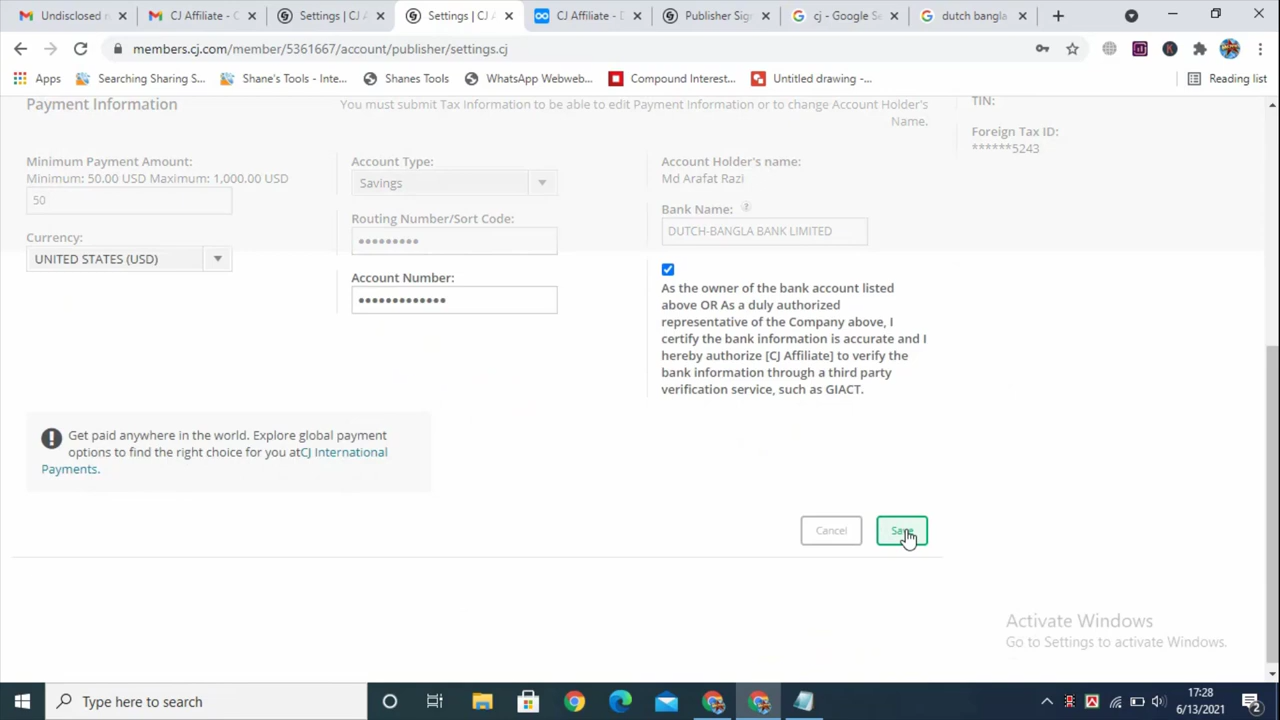 Undisclosed n
CJ Affiliate - C
Settings | CJ A
Settings | CJ A
CJ Affiliate - D
Publisher Sig
cj - Google Se
dutch bangla
members.cj.com/member/5361667/account/publisher/settings.cj
Apps
Searching Sharing S...
Shane's Tools - Inte...
Shanes Tools
WhatsApp Webweb...
Compound Interest...
Untitled drawing -...
Reading list
Payment Information
You must submit Tax Information to be able to edit Payment Information or to change Account Holder's
Name.
TIN:
Foreign Tax ID:
******5243
Minimum Payment Amount:
Minimum: 50.00 USD Maximum: 1,000.00 USD
50
Currency:
UNITED STATES (USD)
Account Type:
Savings
Routing Number/Sort Code:
•••••••••
Account Number:
•••••••••••••
Account Holder's name:
Md Arafat Razi
Bank Name: ?
DUTCH-BANGLA BANK LIMITED
As the owner of the bank account listed
above OR As a duly authorized
representative of the Company above, I
certify the bank information is accurate and I
hereby authorize [CJ Affiliate] to verify the
bank information through a third party
verification service, such as GIACT.
Get paid anywhere in the world. Explore global payment
options to find the right choice for you atCJ International
Payments.
Cancel
Save
Activate Windows
Go to Settings to activate Windows.
Type here to search
17:28
6/13/2021
2